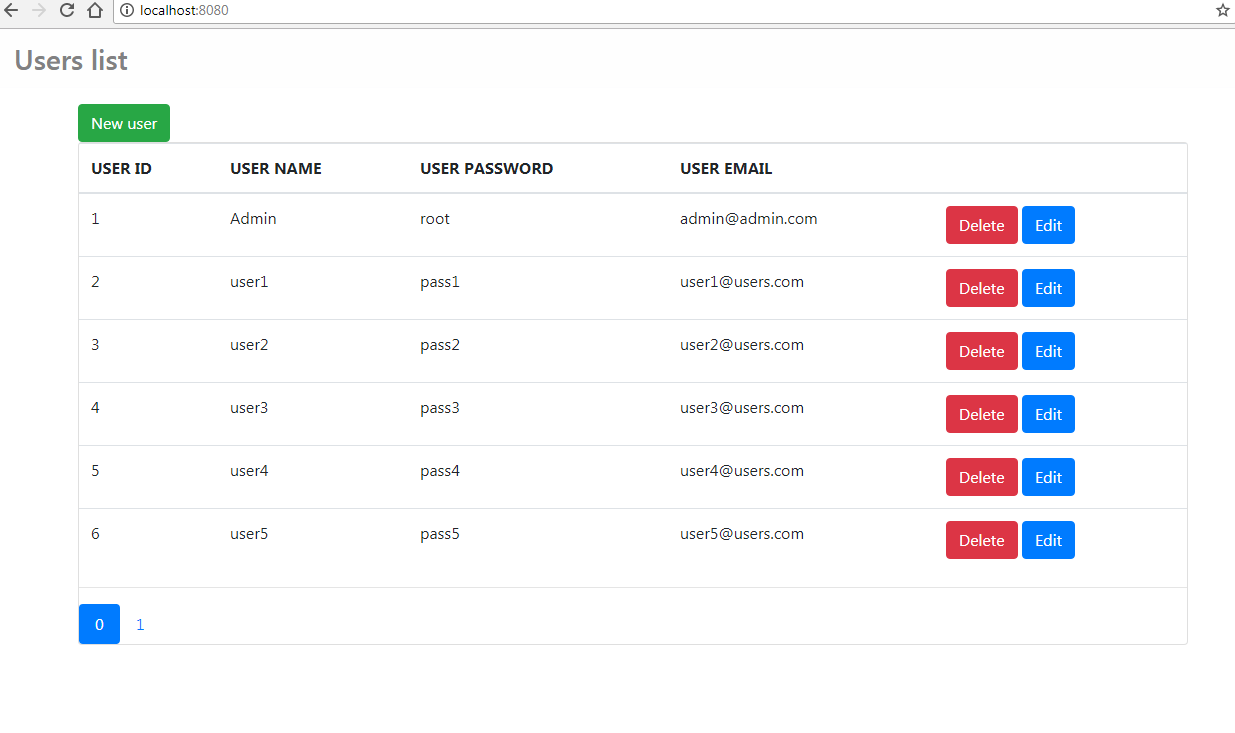 localhost:8080
Users list
New user
USER ID USER NAME USER PASSWORD USER EMAIL
1 Admin root admin@admin.com Delete Edit
2 user1 pass1 user1@users.com Delete Edit
3 user2 pass2 user2@users.com Delete Edit
4 user3 pass3 user3@users.com Delete Edit
5 user4 pass4 user4@users.com Delete Edit
6 user5 pass5 user5@users.com Delete Edit
0 1